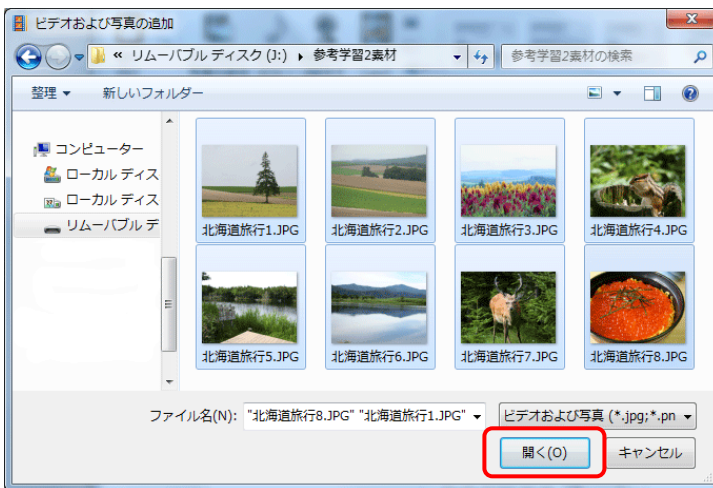 ビデオおよび写真の追加
« リムーバブル ディスク (J:) ▸ 参考学習2素材
参考学習2素材の検索
整理 ▼ 新しいフォルダー
コンピューター
ローカル ディス
ローカル ディス
リムーバブル デ
北海道旅行1.JPG 北海道旅行2.JPG 北海道旅行3.JPG 北海道旅行4.JPG
北海道旅行5.JPG 北海道旅行6.JPG 北海道旅行7.JPG 北海道旅行8.JPG
ファイル名(N): "北海道旅行8.JPG" "北海道旅行1.JPG" ビデオおよび写真 (*.jpg;*.pn
開く(O) キャンセル